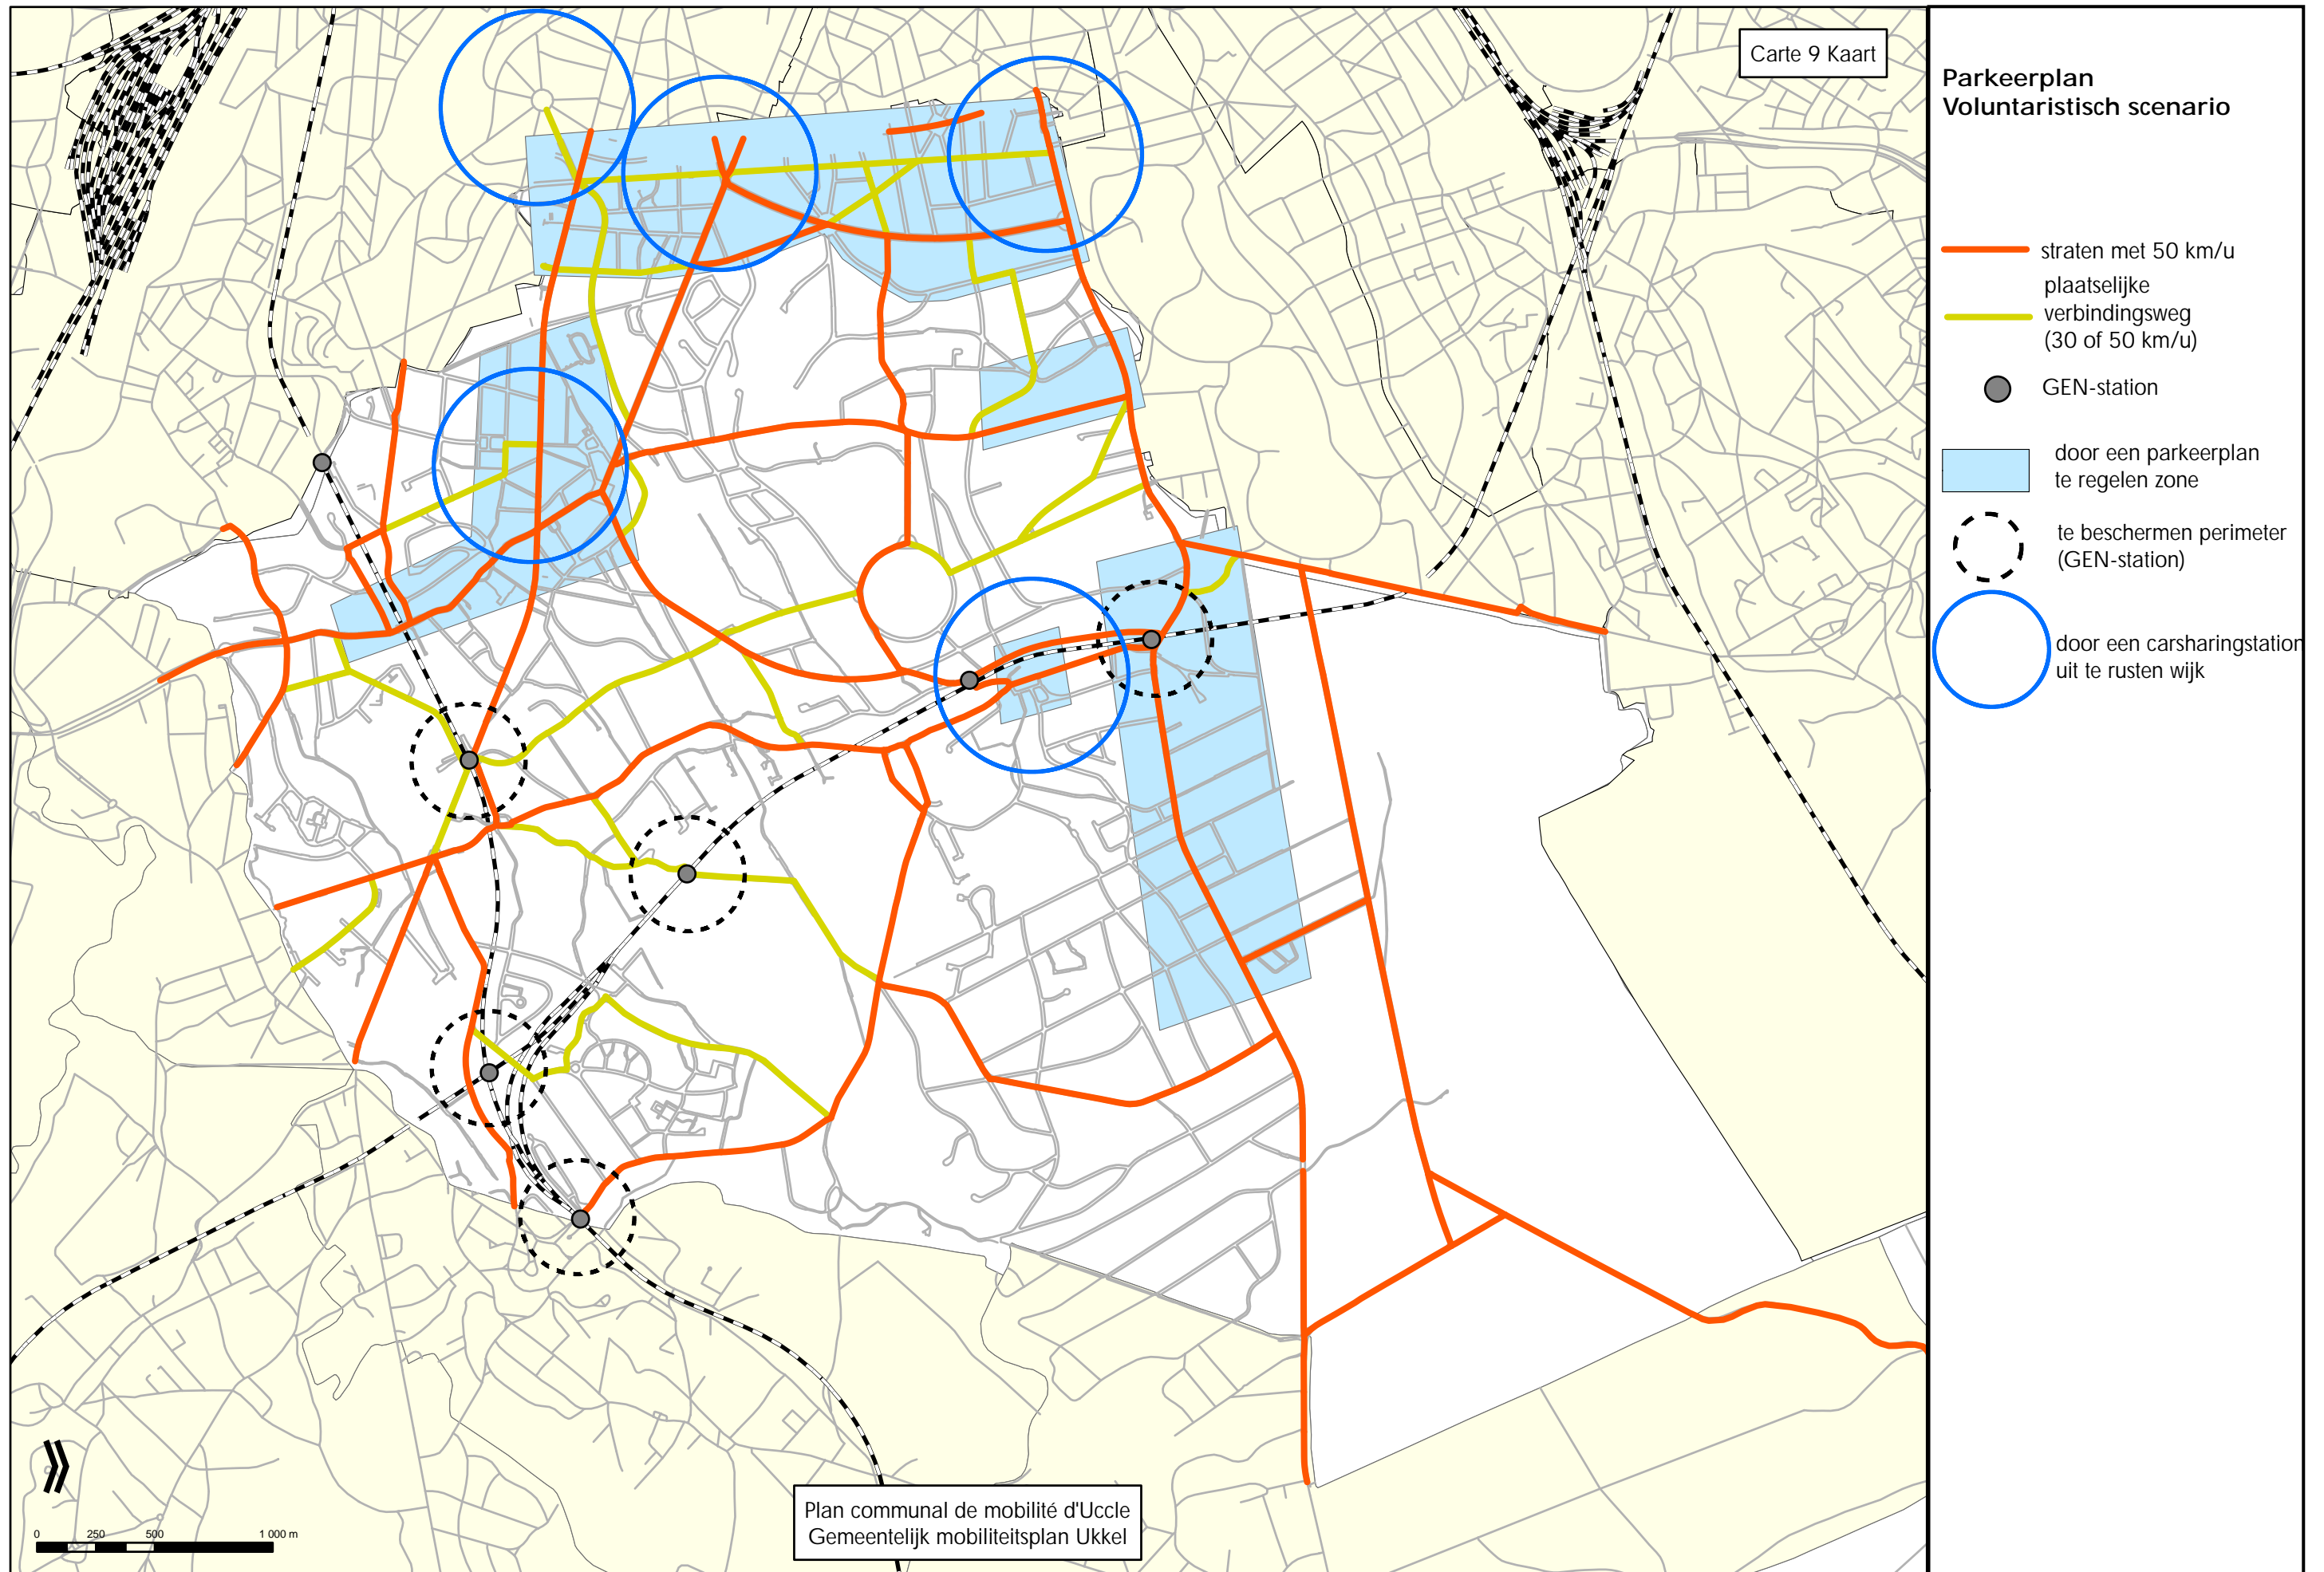 Carte 9 Kaart
Parkeerplan
Voluntaristisch scenario
straten met 50 km/u
plaatselijke
verbindingsweg
(30 of 50 km/u)
GEN-station
door een parkeerplan
te regelen zone
te beschermen perimeter
(GEN-station)
door een carsharingstation
uit te rusten wijk
0 250 500 1 000 m
Plan communal de mobilité d'Uccle
Gemeentelijk mobiliteitsplan Ukkel